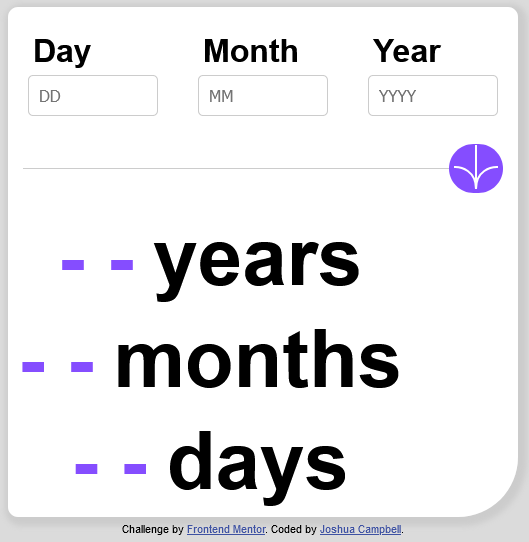 Day Month Year
DD MM YYYY
- - years
- - months
- - days
Challenge by Frontend Mentor. Coded by Joshua Campbell.